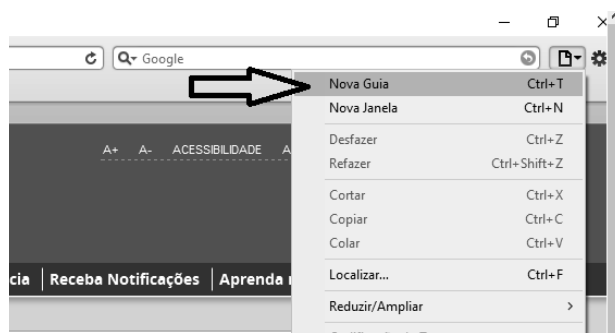 Google
Nova Guia Ctrl+T
Nova Janela Ctrl+N
A+ A- ACESSIBILIDADE A
Desfazer Ctrl+Z
Refazer Ctrl+Shift+Z
Cortar Ctrl+X
Copiar Ctrl+C
Colar Ctrl+V
cia Receba Notificações Aprenda
Localizar... Ctrl+F
Reduzir/Ampliar